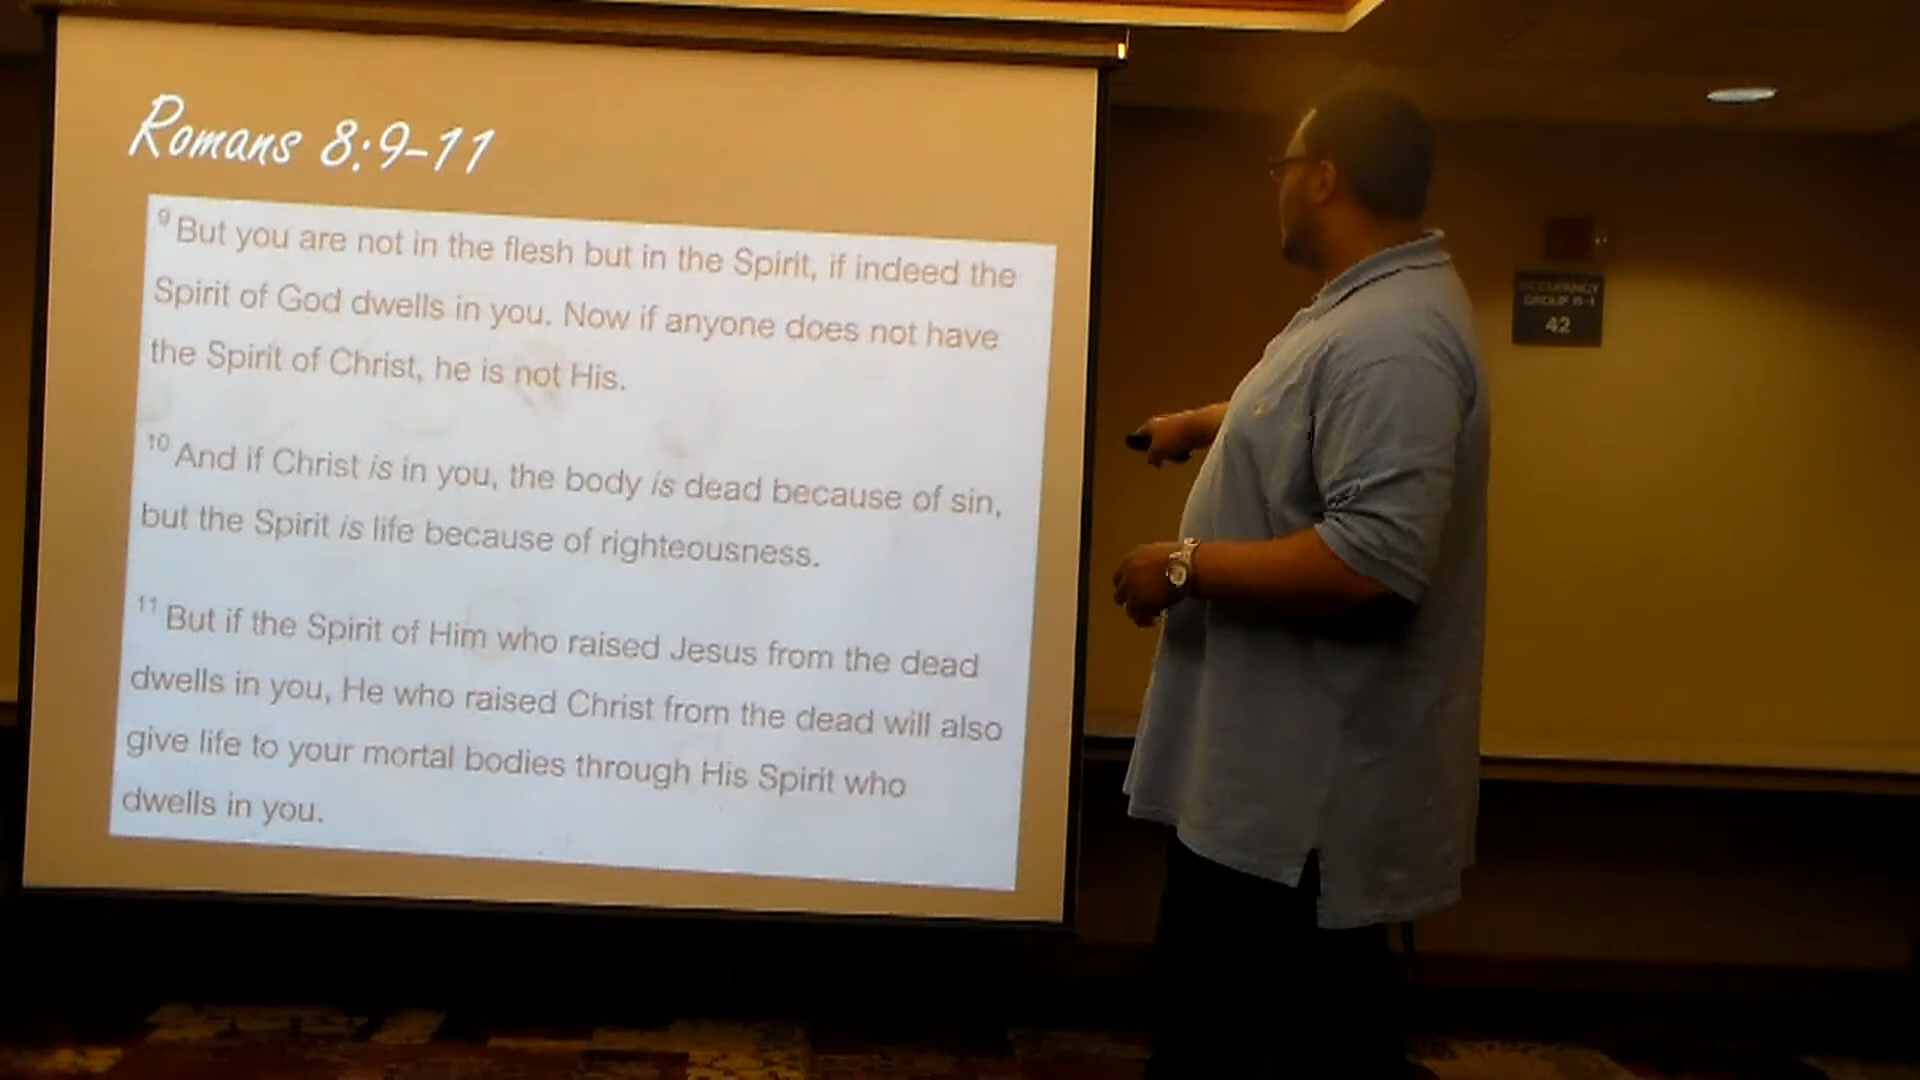 Romans 8:9-11
9 But you are not in the flesh but in the Spirit, if indeed the
Spirit of God dwells in you. Now if anyone does not have
the Spirit of Christ, he is not His.
10 And if Christ is in you, the body is dead because of sin,
but the Spirit is life because of righteousness.
11 But if the Spirit of Him who raised Jesus from the dead
dwells in you, He who raised Christ from the dead will also
give life to your mortal bodies through His Spirit who
dwells in you.
OCCUPANCY
GROUP
42